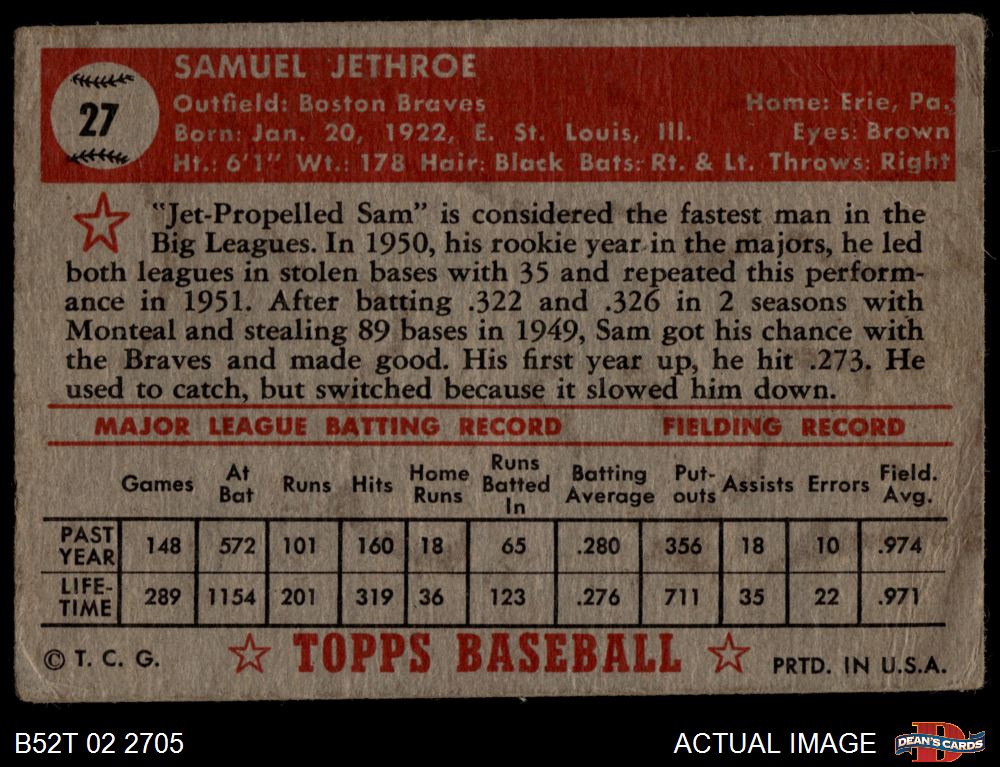 27
SAMUEL JETHROE
Outfield: Boston Braves Home: Erie, Pa.
Born: Jan. 20, 1922, E. St. Louis, Ill. Eyes: Brown
Ht.: 6'1" Wt.: 178 Hair: Black Bats: Rt. & Lt. Throws: Right
"Jet-Propelled Sam" is considered the fastest man in the
Big Leagues. In 1950, his rookie year in the majors, he led
both leagues in stolen bases with 35 and repeated this perform-
ance in 1951. After batting .322 and .326 in 2 seasons with
Monteal and stealing 89 bases in 1949, Sam got his chance with
the Braves and made good. His first year up, he hit .273. He
used to catch, but switched because it slowed him down.
MAJOR LEAGUE BATTING RECORD FIELDING RECORD
Games At Bat Runs Hits Home Runs Runs Batted In Batting Average Put-outs Assists Errors Field. Avg.
PAST YEAR 148 572 101 160 18 65 .280 356 18 10 .974
LIFE-TIME 289 1154 201 319 36 123 .276 711 35 22 .971
© T. C. G. TOPPS BASEBALL PRTD. IN U.S.A.
B52T 02 2705 ACTUAL IMAGE D DEAN'S CARDS